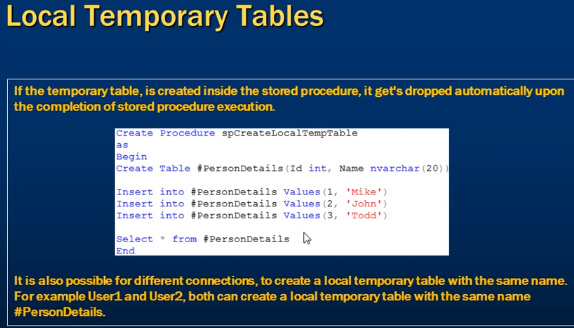 Local Temporary Tables
If the temporary table, is created inside the stored procedure, it get's dropped automatically upon
the completion of stored procedure execution.
Create Procedure spCreateLocalTempTable
as
Begin
Create Table #PersonDetails(Id int, Name nvarchar(20))
Insert into #PersonDetails Values(1, 'Mike')
Insert into #PersonDetails Values(2, 'John')
Insert into #PersonDetails Values(3, 'Todd')
Select * from #PersonDetails
End
It is also possible for different connections, to create a local temporary table with the same name.
For example User1 and User2, both can create a local temporary table with the same name
#PersonDetails.